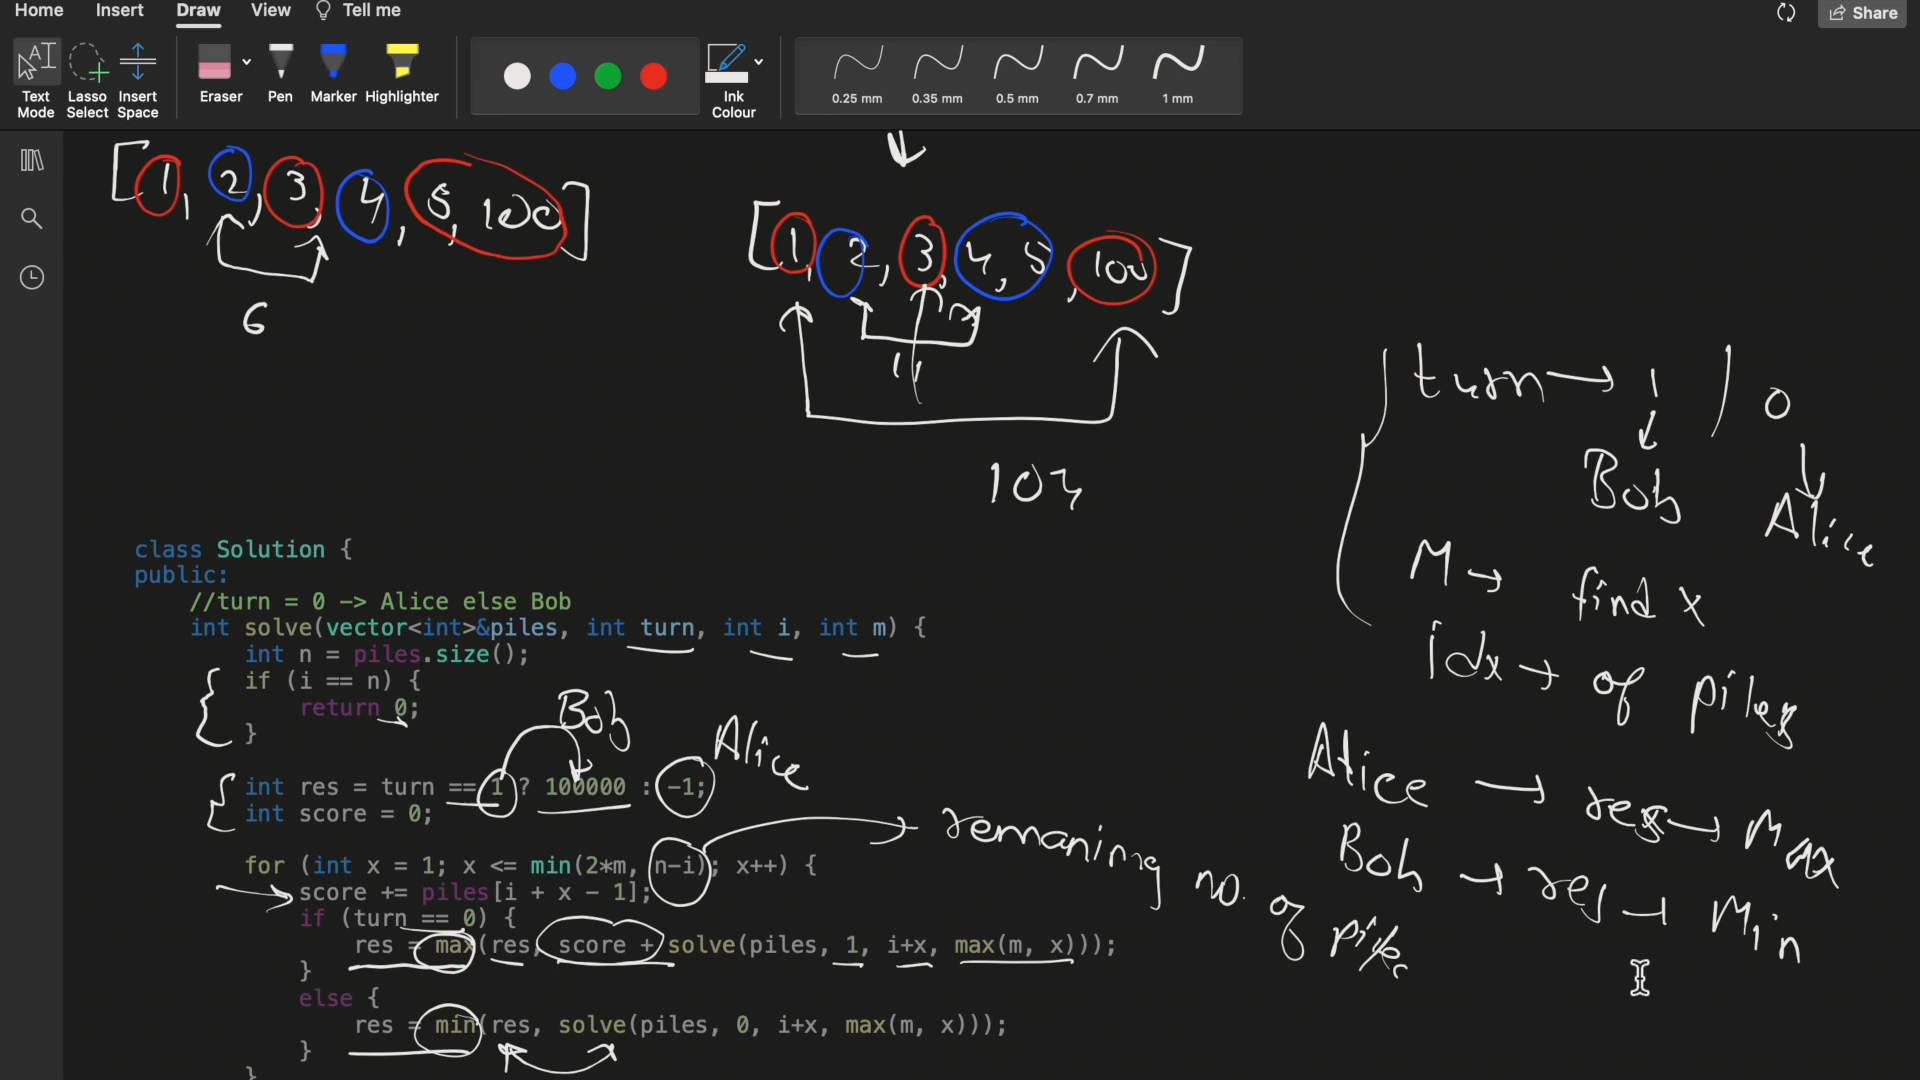 Home Insert Draw View Tell me Share
Text Mode Lasso Select Insert Space Eraser Pen Marker Highlighter Ink Colour 0.25 mm 0.35 mm 0.5 mm 0.7 mm 1 mm
[1, 2, 3, 4, 5, 100]
6
[1, 2, 3, 4, 5, 100]
11
104
turn → 1 / 0
Bob Alice
M → find x
idx → of piles
Alice → res → Max
Bob → res → Min
class Solution {
public:
//turn = 0 -> Alice else Bob
int solve(vector<int>&piles, int turn, int i, int m) {
int n = piles.size();
if (i == n) {
return 0;
}
Bob Alice
int res = turn == 1 ? 100000 : -1;
int score = 0;
remaning no. of piles
for (int x = 1; x <= min(2*m, n-i); x++) {
score += piles[i + x - 1];
if (turn == 0) {
res = max(res, score + solve(piles, 1, i+x, max(m, x)));
}
else {
res = min(res, solve(piles, 0, i+x, max(m, x)));
}
}